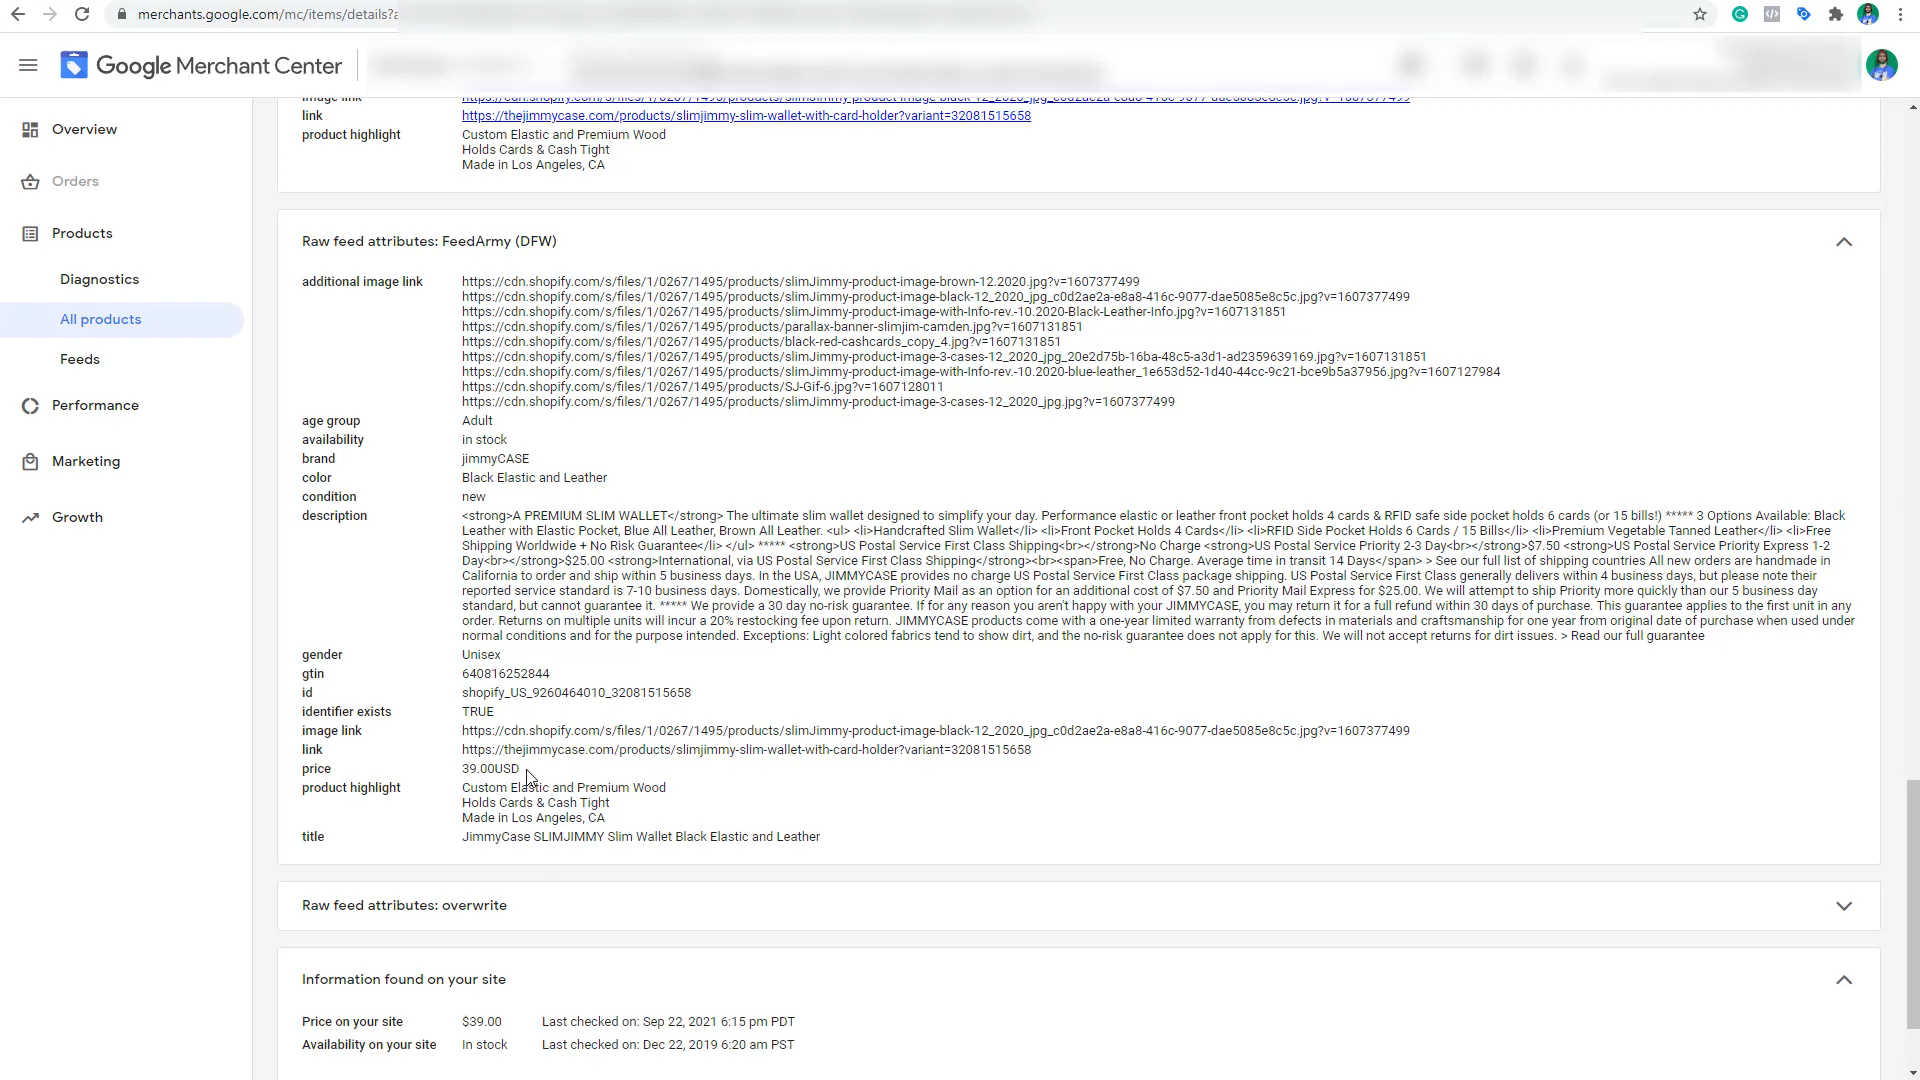 merchants.google.com/mc/items/details?a
Google Merchant Center
Overview
Orders
Products
Diagnostics
All products
Feeds
Performance
Marketing
Growth
image link https://cdn.shopify.com/s/files/1/0267/1495/products/slimJimmy-product-image-black-12_2020_jpg_c0d2ae2a-e8a8-416c-9077-dae5085e8c5c.jpg?v=1607377499
link https://thejimmycase.com/products/slimjimmy-slim-wallet-with-card-holder?variant=32081515658
product highlight Custom Elastic and Premium Wood
Holds Cards & Cash Tight
Made in Los Angeles, CA
Raw feed attributes: FeedArmy (DFW)
additional image link https://cdn.shopify.com/s/files/1/0267/1495/products/slimJimmy-product-image-brown-12.2020.jpg?v=1607377499
https://cdn.shopify.com/s/files/1/0267/1495/products/slimJimmy-product-image-black-12_2020_jpg_c0d2ae2a-e8a8-416c-9077-dae5085e8c5c.jpg?v=1607377499
https://cdn.shopify.com/s/files/1/0267/1495/products/slimJimmy-product-image-with-Info-rev.-10.2020-Black-Leather-Info.jpg?v=1607131851
https://cdn.shopify.com/s/files/1/0267/1495/products/parallax-banner-slimjim-camden.jpg?v=1607131851
https://cdn.shopify.com/s/files/1/0267/1495/products/black-red-cashcards_copy_4.jpg?v=1607131851
https://cdn.shopify.com/s/files/1/0267/1495/products/slimJimmy-product-image-3-cases-12_2020_jpg_20e2d75b-16ba-48c5-a3d1-ad2359639169.jpg?v=1607131851
https://cdn.shopify.com/s/files/1/0267/1495/products/slimJimmy-product-image-with-Info-rev.-10.2020-blue-leather_1e653d52-1d40-44cc-9c21-bce9b5a37956.jpg?v=1607127984
https://cdn.shopify.com/s/files/1/0267/1495/products/SJ-Gif-6.jpg?v=1607128011
https://cdn.shopify.com/s/files/1/0267/1495/products/slimJimmy-product-image-3-cases-12_2020_jpg.jpg?v=1607377499
age group Adult
availability in stock
brand jimmyCASE
color Black Elastic and Leather
condition new
description <strong>A PREMIUM SLIM WALLET</strong> The ultimate slim wallet designed to simplify your day. Performance elastic or leather front pocket holds 4 cards & RFID safe side pocket holds 6 cards (or 15 bills!) ***** 3 Options Available: Black
Leather with Elastic Pocket, Blue All Leather, Brown All Leather. <ul> <li>Handcrafted Slim Wallet</li> <li>Front Pocket Holds 4 Cards</li> <li>RFID Side Pocket Holds 6 Cards / 15 Bills</li> <li>Premium Vegetable Tanned Leather</li> <li>Free
Shipping Worldwide + No Risk Guarantee</li> </ul> ***** <strong>US Postal Service First Class Shipping<br></strong>No Charge <strong>US Postal Service Priority 2-3 Day<br></strong>$7.50 <strong>US Postal Service Priority Express 1-2
Day<br></strong>$25.00 <strong>International, via US Postal Service First Class Shipping</strong><br><span>Free, No Charge. Average time in transit 14 Days</span> > See our full list of shipping countries All new orders are handmade in
California to order and ship within 5 business days. In the USA, JIMMYCASE provides no charge US Postal Service First Class package shipping. US Postal Service First Class generally delivers within 4 business days, but please note their
reported service standard is 7-10 business days. Domestically, we provide Priority Mail as an option for an additional cost of $7.50 and Priority Mail Express for $25.00. We will attempt to ship Priority more quickly than our 5 business day
standard, but cannot guarantee it. ***** We provide a 30 day no-risk guarantee. If for any reason you aren't happy with your JIMMYCASE, you may return it for a full refund within 30 days of purchase. This guarantee applies to the first unit in any
order. Returns on multiple units will incur a 20% restocking fee upon return. JIMMYCASE products come with a one-year limited warranty from defects in materials and craftsmanship for one year from original date of purchase when used under
normal conditions and for the purpose intended. Exceptions: Light colored fabrics tend to show dirt, and the no-risk guarantee does not apply for this. We will not accept returns for dirt issues. > Read our full guarantee
gender Unisex
gtin 640816252844
id shopify_US_9260464010_32081515658
identifier exists TRUE
image link https://cdn.shopify.com/s/files/1/0267/1495/products/slimJimmy-product-image-black-12_2020_jpg_c0d2ae2a-e8a8-416c-9077-dae5085e8c5c.jpg?v=1607377499
link https://thejimmycase.com/products/slimjimmy-slim-wallet-with-card-holder?variant=32081515658
price 39.00USD
product highlight Custom Elastic and Premium Wood
Holds Cards & Cash Tight
Made in Los Angeles, CA
title JimmyCase SLIMJIMMY Slim Wallet Black Elastic and Leather
Raw feed attributes: overwrite
Information found on your site
Price on your site $39.00 Last checked on: Sep 22, 2021 6:15 pm PDT
Availability on your site In stock Last checked on: Dec 22, 2019 6:20 am PST